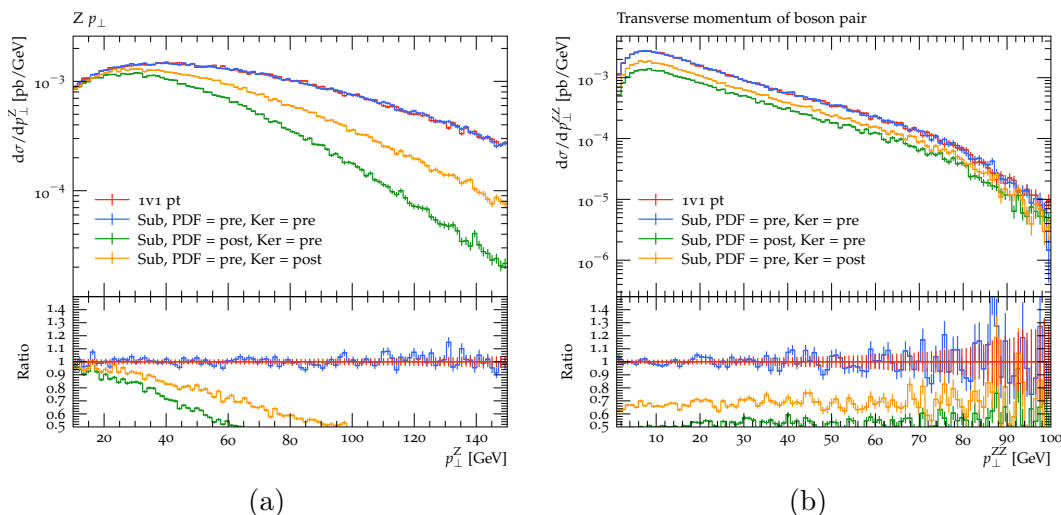 Z p⊥
dσ/dp⊥^Z [pb/GeV]
10^−3
10^−4
1v1 pt
Sub, PDF = pre, Ker = pre
Sub, PDF = post, Ker = pre
Sub, PDF = pre, Ker = post
Ratio
1.4
1.3
1.2
1.1
1
0.9
0.8
0.7
0.6
0.5
20 40 60 80 100 120 140
p⊥^Z [GeV]
(a)
Transverse momentum of boson pair
dσ/dp⊥^ZZ [pb/GeV]
10^−3
10^−4
10^−5
10^−6
1v1 pt
Sub, PDF = pre, Ker = pre
Sub, PDF = post, Ker = pre
Sub, PDF = pre, Ker = post
Ratio
1.4
1.3
1.2
1.1
1
0.9
0.8
0.7
0.6
0.5
10 20 30 40 50 60 70 80 90 100
p⊥^ZZ [GeV]
(b)